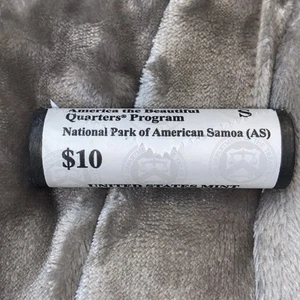 America the Beautiful
Quarters® Program
National Park of American Samoa (AS)
$10
UNITED STATES MINT